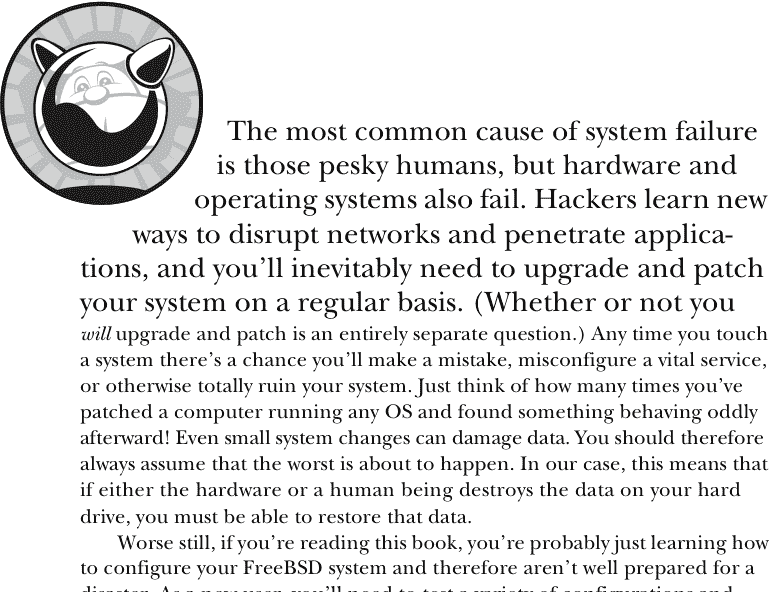 The most common cause of system failure
is those pesky humans, but hardware and
operating systems also fail. Hackers learn new
ways to disrupt networks and penetrate applica-
tions, and you’ll inevitably need to upgrade and patch
your system on a regular basis. (Whether or not you
will upgrade and patch is an entirely separate question.) Any time you touch
a system there’s a chance you’ll make a mistake, misconfigure a vital service,
or otherwise totally ruin your system. Just think of how many times you’ve
patched a computer running any OS and found something behaving oddly
afterward! Even small system changes can damage data. You should therefore
always assume that the worst is about to happen. In our case, this means that
if either the hardware or a human being destroys the data on your hard
drive, you must be able to restore that data.
Worse still, if you’re reading this book, you’re probably just learning how
to configure your FreeBSD system and therefore aren’t well prepared for a